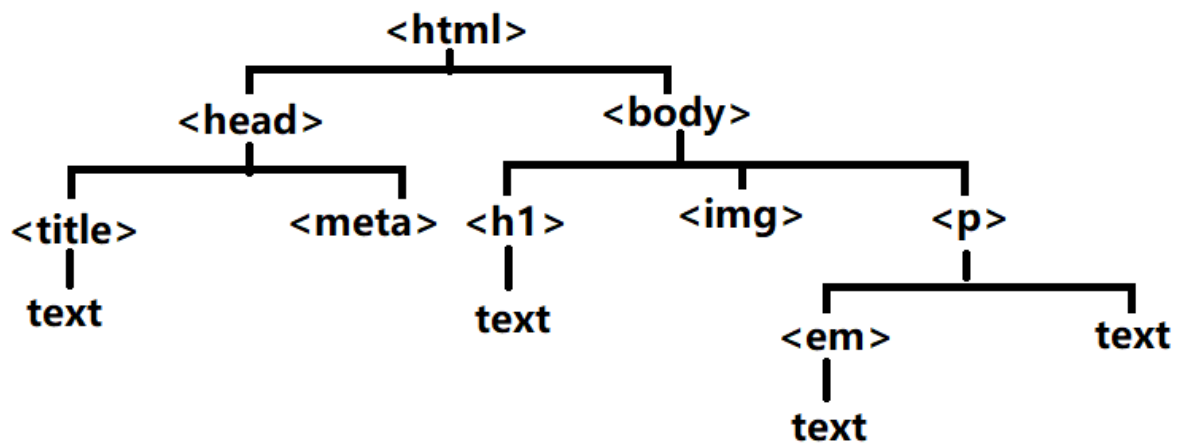 <html>
<head> <body>
<title> <meta> <h1> <img> <p>
text text <em> text
text